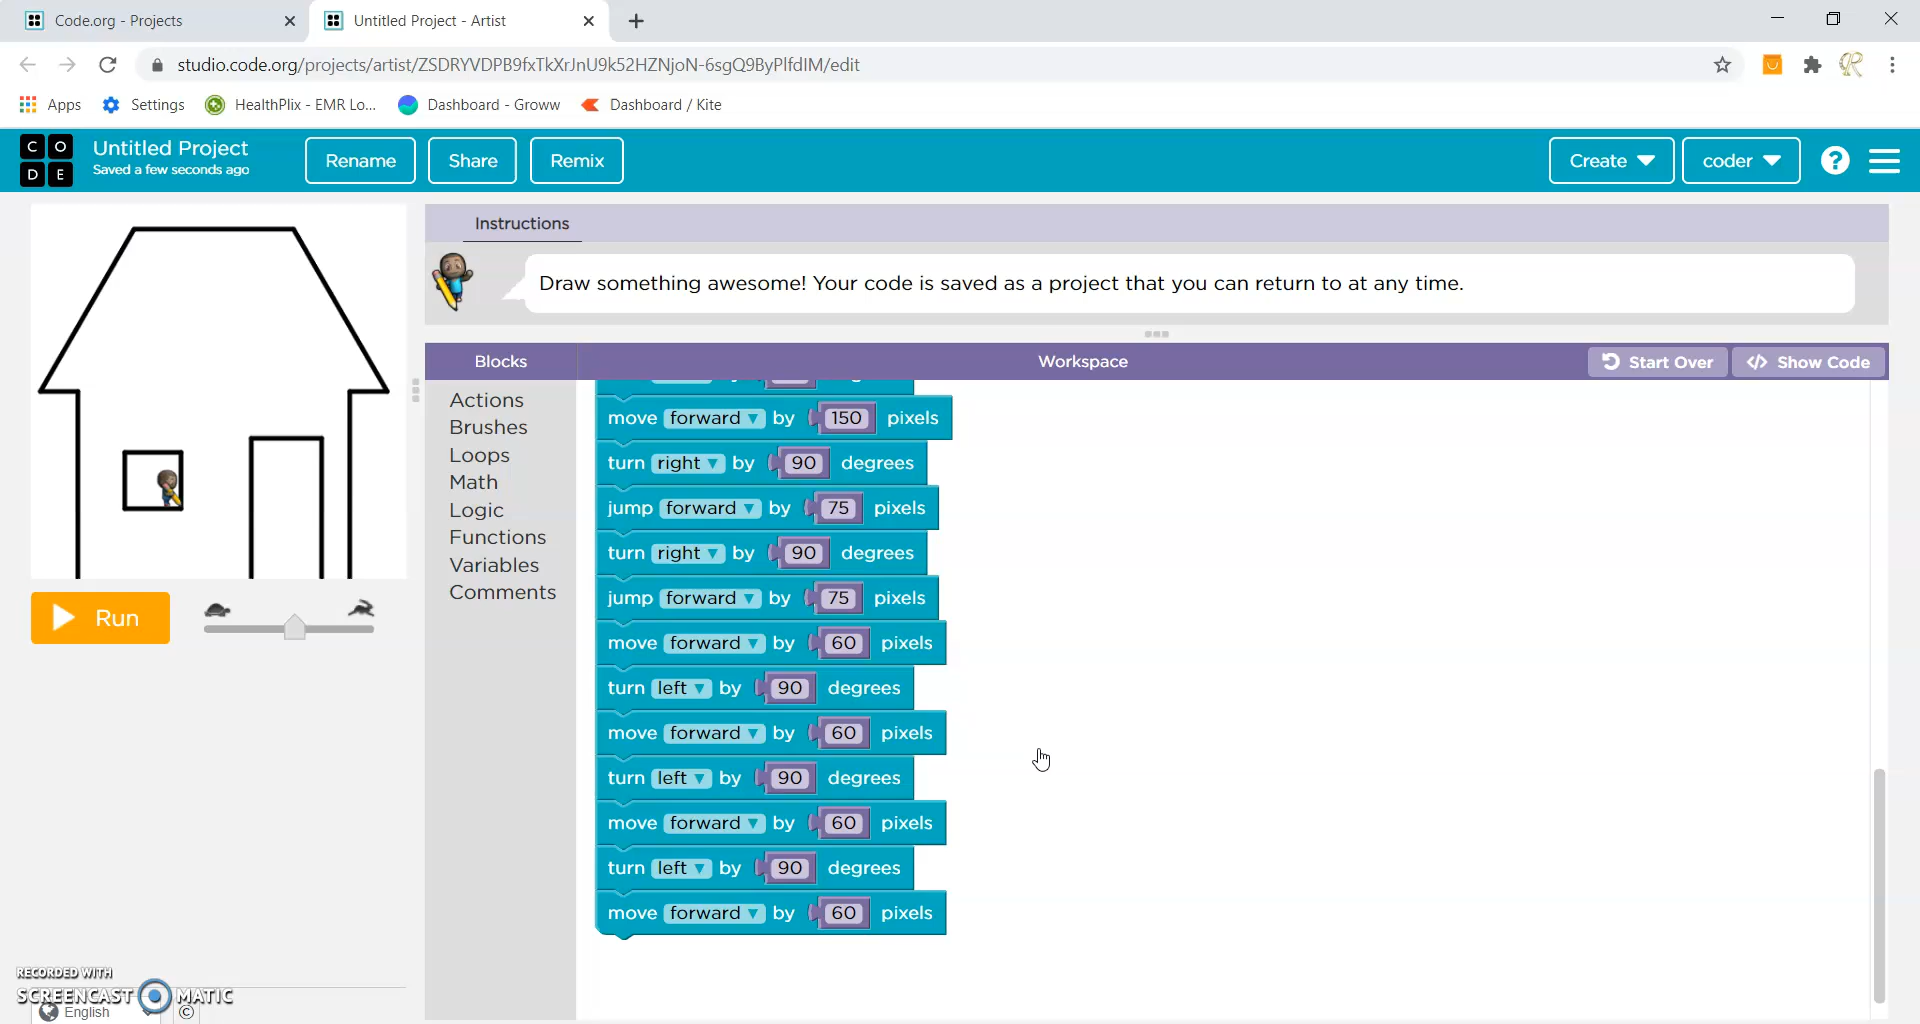 Code.org - Projects
Untitled Project - Artist
studio.code.org/projects/artist/ZSDRYVDPB9fxTkXrJnU9k52HZNjoN-6sgQ9ByPlfdIM/edit
Apps
Settings
HealthPlix - EMR Lo...
Dashboard - Groww
Dashboard / Kite
C O
D E
Untitled Project
Saved a few seconds ago
Rename
Share
Remix
Create
coder
?
Instructions
Draw something awesome! Your code is saved as a project that you can return to at any time.
Blocks
Workspace
Start Over
</> Show Code
Actions
Brushes
Loops
Math
Logic
Functions
Variables
Comments
move forward by 150 pixels
turn right by 90 degrees
jump forward by 75 pixels
turn right by 90 degrees
jump forward by 75 pixels
move forward by 60 pixels
turn left by 90 degrees
move forward by 60 pixels
turn left by 90 degrees
move forward by 60 pixels
turn left by 90 degrees
move forward by 60 pixels
Run
RECORDED WITH
SCREENCAST MATIC
English
©